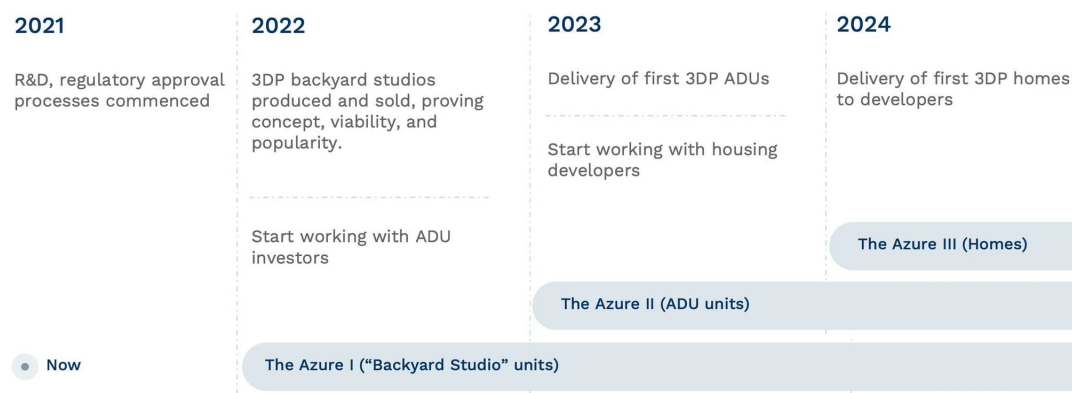 2021
R&D, regulatory approval
processes commenced
2022
3DP backyard studios
produced and sold, proving
concept, viability, and
popularity.
Start working with ADU
investors
2023
Delivery of first 3DP ADUs
Start working with housing
developers
2024
Delivery of first 3DP homes
to developers
The Azure III (Homes)
The Azure II (ADU units)
Now
The Azure I (“Backyard Studio” units)